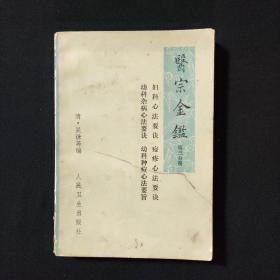 醫宗金鑑
第三分册
妇科心法要诀 痘疹心法要诀
幼科杂病心法要诀 幼科种痘心法要旨
清·吴谦等编
人民卫生出版社